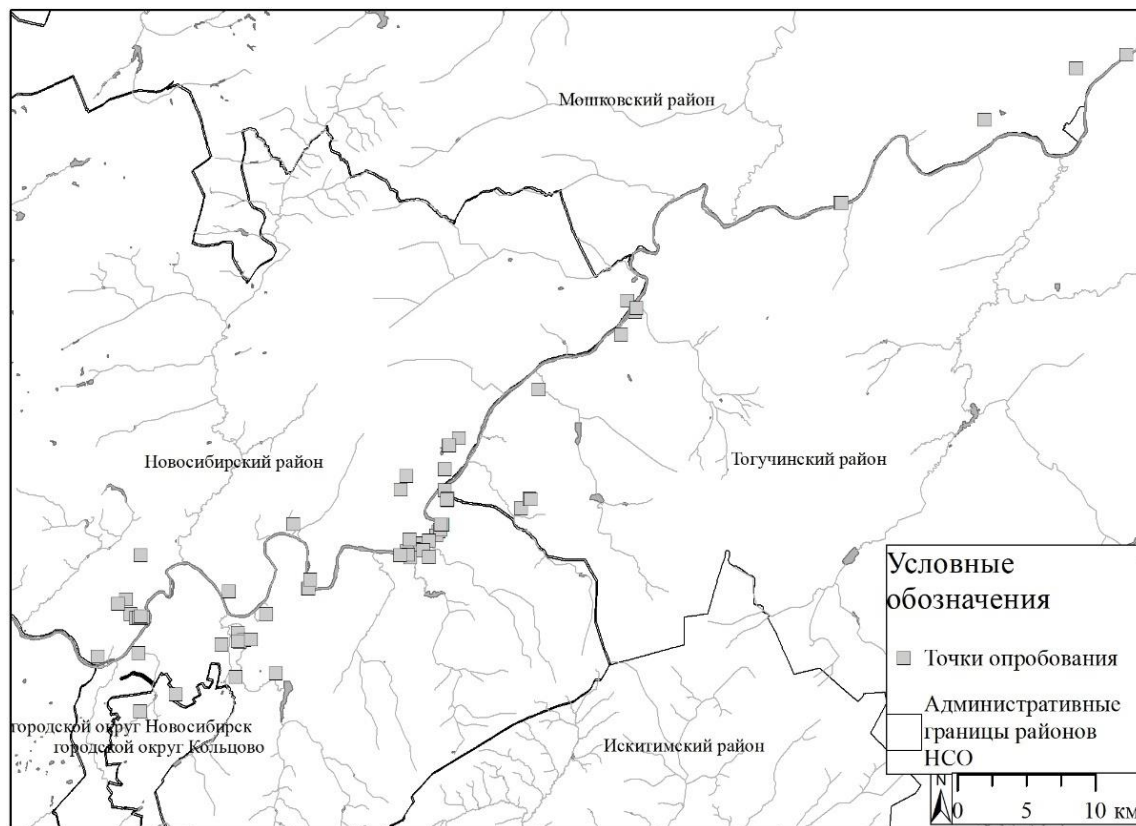 Мошковский район
Новосибирский район
Тогучинский район
городской округ Новосибирск
городской округ Кольцово
Искитимский район
Условные
обозначения
Точки опробования
Административные
границы районов
НСО
N
0 5 10 км